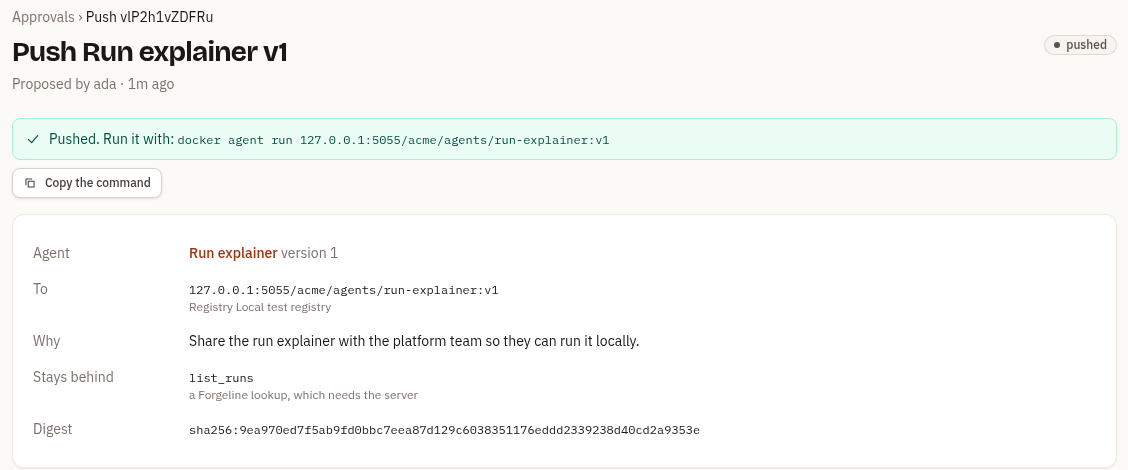 Approvals › Push vlP2h1vZDFRu
Push Run explainer v1
pushed
Proposed by ada · 1m ago
Pushed. Run it with: docker agent run 127.0.0.1:5055/acme/agents/run-explainer:v1
Copy the command
Agent Run explainer version 1
To 127.0.0.1:5055/acme/agents/run-explainer:v1
Registry Local test registry
Why Share the run explainer with the platform team so they can run it locally.
Stays behind list_runs
a Forgeline lookup, which needs the server
Digest sha256:9ea970ed7f5ab9fd0bbc7eea87d129c6038351176eddd2339238d40cd2a9353e